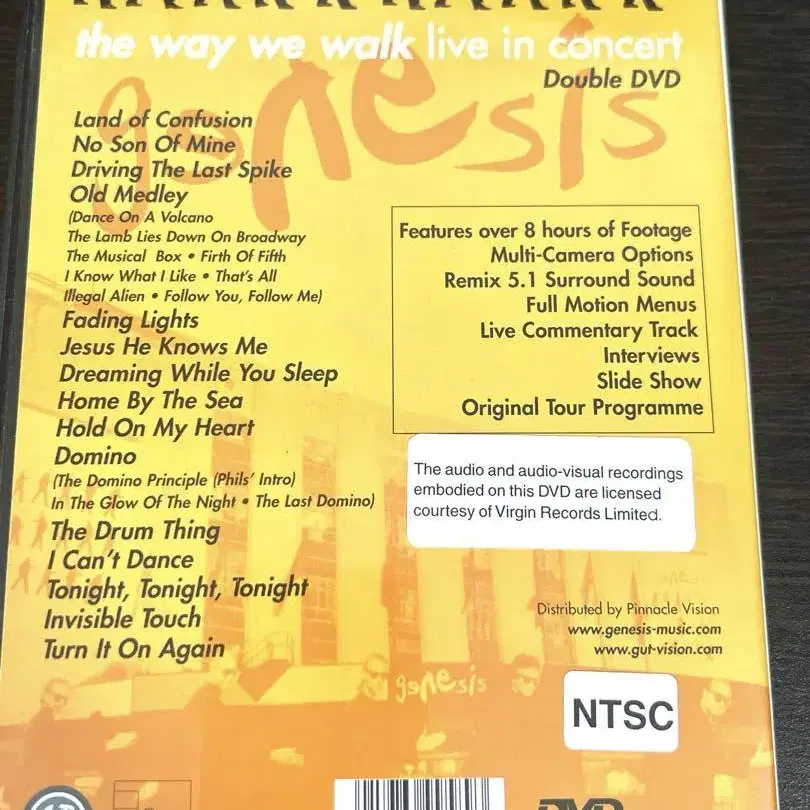 the way we walk live in concert
Double DVD
genesis
Land of Confusion
No Son Of Mine
Driving The Last Spike
Old Medley
(Dance On A Volcano
The Lamb Lies Down On Broadway
The Musical Box • Firth Of Fifth
I Know What I Like • That's All
Illegal Alien • Follow You, Follow Me)
Fading Lights
Jesus He Knows Me
Dreaming While You Sleep
Home By The Sea
Hold On My Heart
Domino
(The Domino Principle (Phils' Intro)
In The Glow Of The Night • The Last Domino)
The Drum Thing
I Can't Dance
Tonight, Tonight, Tonight
Invisible Touch
Turn It On Again
Features over 8 hours of Footage
Multi-Camera Options
Remix 5.1 Surround Sound
Full Motion Menus
Live Commentary Track
Interviews
Slide Show
Original Tour Programme
The audio and audio-visual recordings
embodied on this DVD are licensed
courtesy of Virgin Records Limited.
genesis
Distributed by Pinnacle Vision
www.genesis-music.com
www.gut-vision.com
genesis
NTSC
DVD